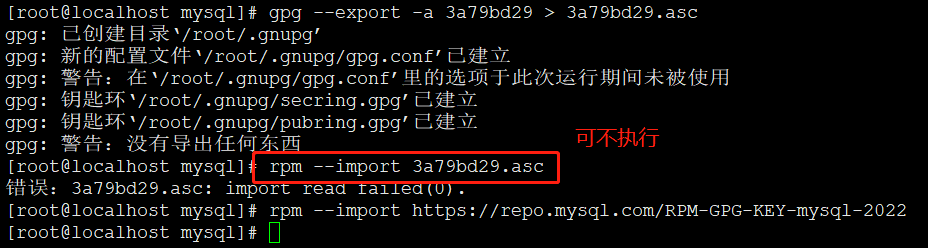 [root@localhost mysql]# gpg --export -a 3a79bd29 > 3a79bd29.asc
gpg: 已创建目录‘/root/.gnupg’
gpg: 新的配置文件‘/root/.gnupg/gpg.conf’已建立
gpg: 警告：在‘/root/.gnupg/gpg.conf’里的选项于此次运行期间未被使用
gpg: 钥匙环‘/root/.gnupg/secring.gpg’已建立
gpg: 钥匙环‘/root/.gnupg/pubring.gpg’已建立
gpg: 警告：没有导出任何东西
可不执行
[root@localhost mysql]# rpm --import 3a79bd29.asc
错误：3a79bd29.asc: import read failed(0).
[root@localhost mysql]# rpm --import https://repo.mysql.com/RPM-GPG-KEY-mysql-2022
[root@localhost mysql]#